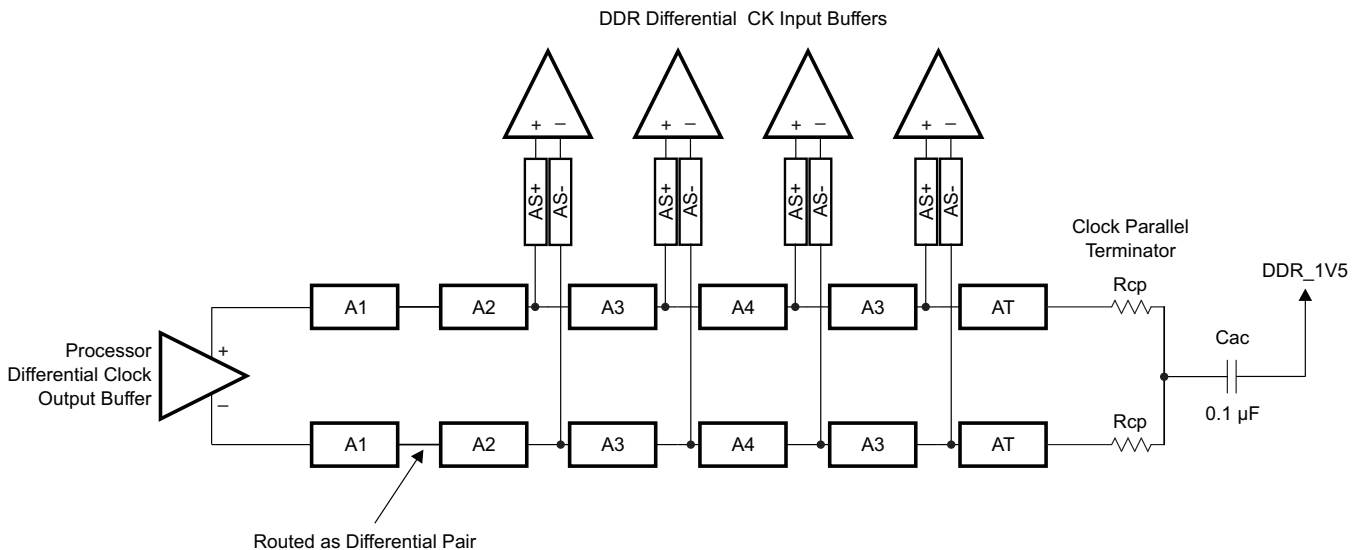 DDR Differential CK Input Buffers
+ –
+ –
+ –
+ –
AS+
AS-
AS+
AS-
AS+
AS-
AS+
AS-
Clock Parallel
Terminator
DDR_1V5
A1
A2
A3
A4
A3
AT
Rcp
Processor
Differential Clock
Output Buffer
+
–
Cac
0.1 µF
A1
A2
A3
A4
A3
AT
Rcp
Routed as Differential Pair